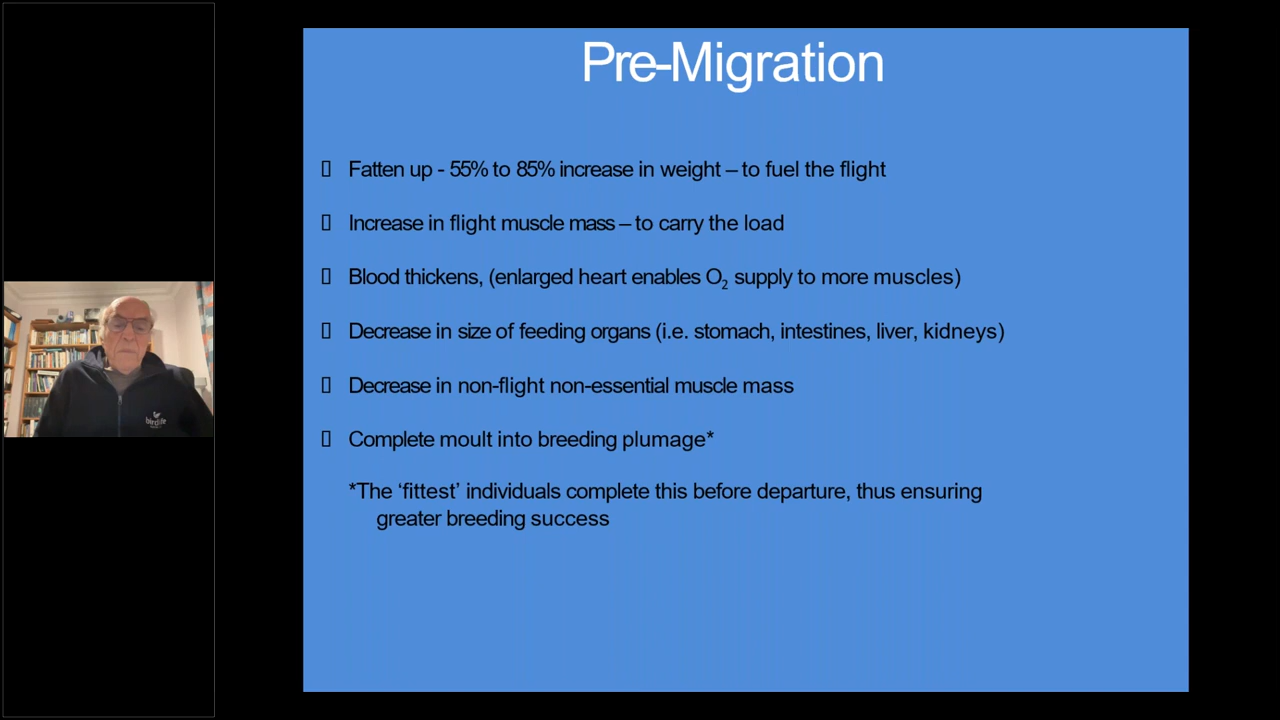 Pre-Migration
Fatten up - 55% to 85% increase in weight – to fuel the flight
Increase in flight muscle mass – to carry the load
Blood thickens, (enlarged heart enables O₂ supply to more muscles)
Decrease in size of feeding organs (i.e. stomach, intestines, liver, kidneys)
Decrease in non-flight non-essential muscle mass
Complete moult into breeding plumage*
*The ‘fittest’ individuals complete this before departure, thus ensuring
greater breeding success
birdlife